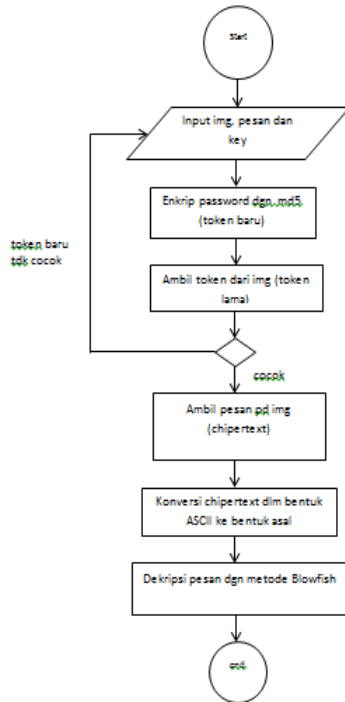 Start
Input img, pesan dan
key
Enkrip password dgn md5
(token baru)
token baru
tdk cocok
Ambil token dari img (token
lama)
cocok
Ambil pesan pd img
(chipertext)
Konversi chipertext dlm bentuk
ASCII ke bentuk asal
Dekripsi pesan dgn metode Blowfish
end